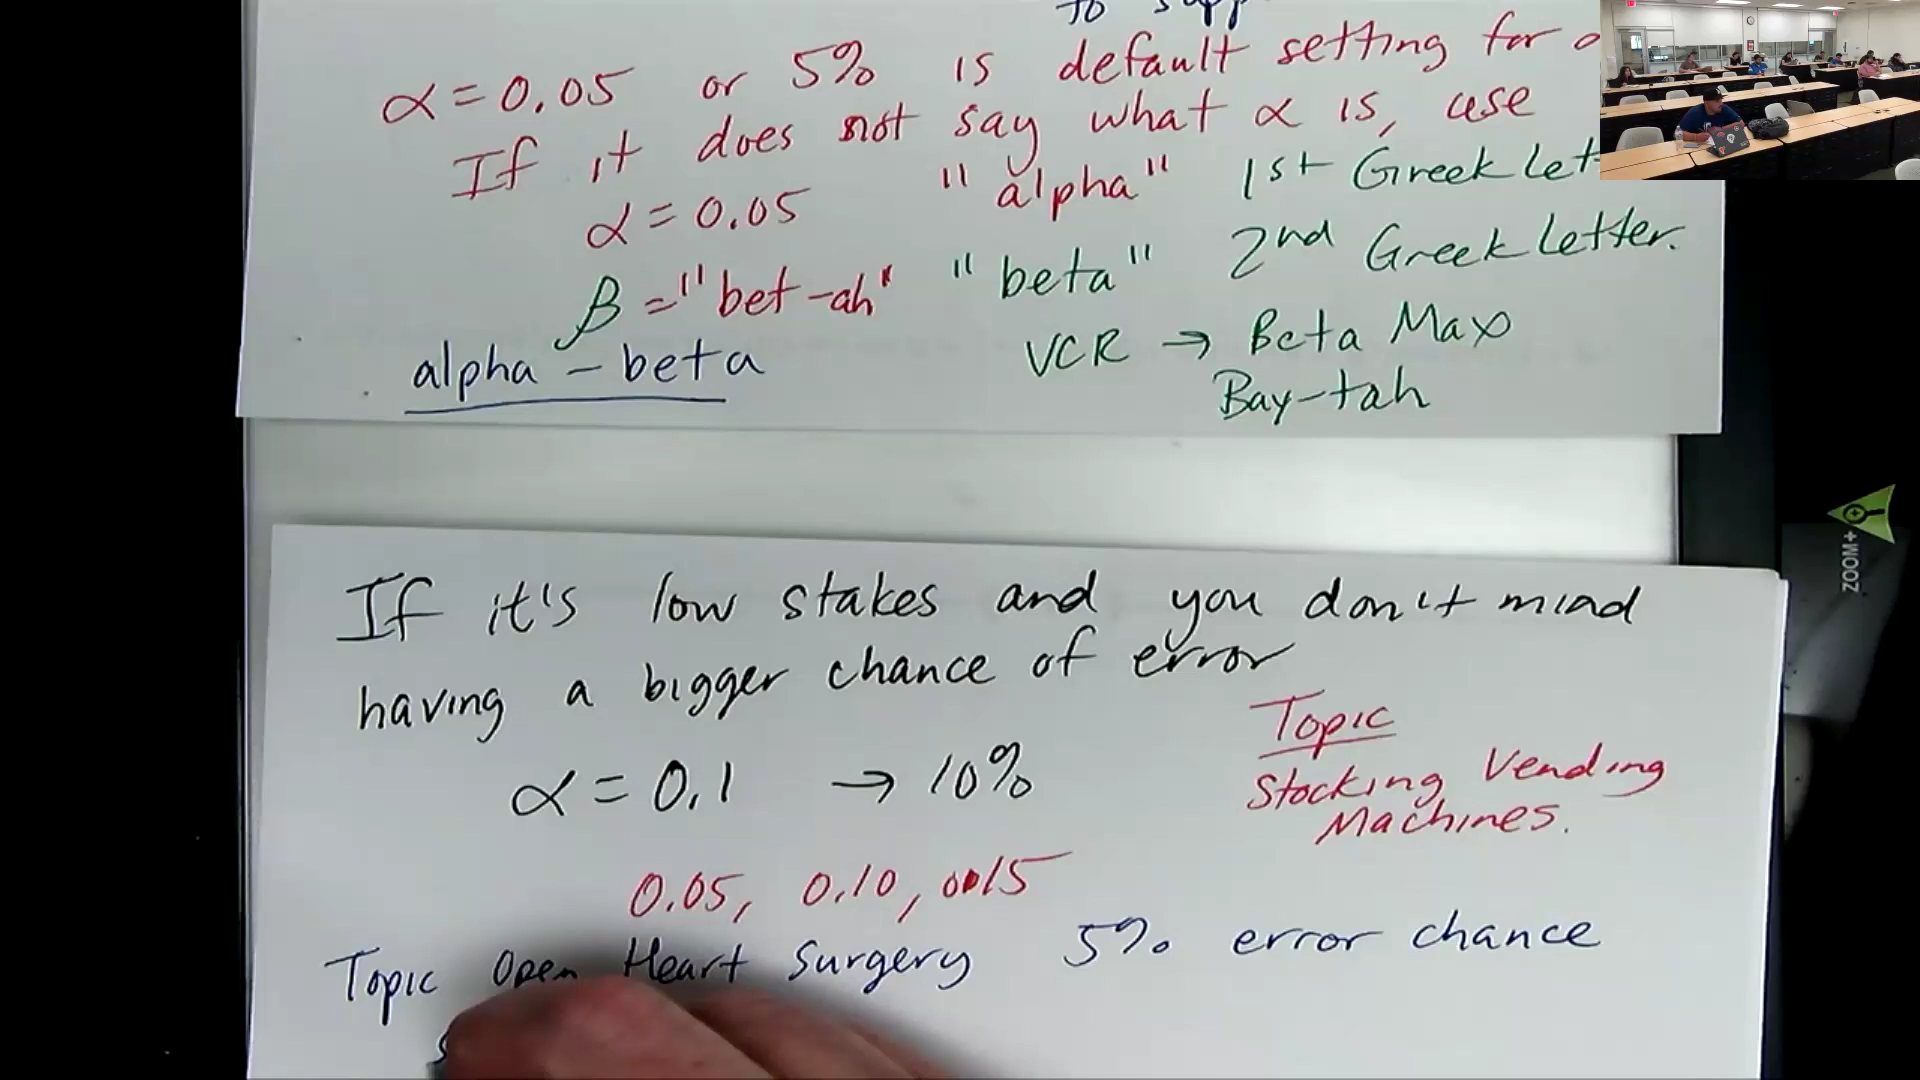 to supp
α = 0.05 or 5% is default setting for α
If it does not say what α is, use
α = 0.05 "alpha" 1st Greek Let
β = "bet-ah" "beta" 2nd Greek Letter.
alpha - beta
VCR → Beta Max
Bay-tah
If it's low stakes and you don't mind
having a bigger chance of error
α = 0.1 → 10%
Topic
Stocking Vending
Machines.
0.05, 0.10, 0.15
Topic Open Heart Surgery 5% error chance
ZOOM+